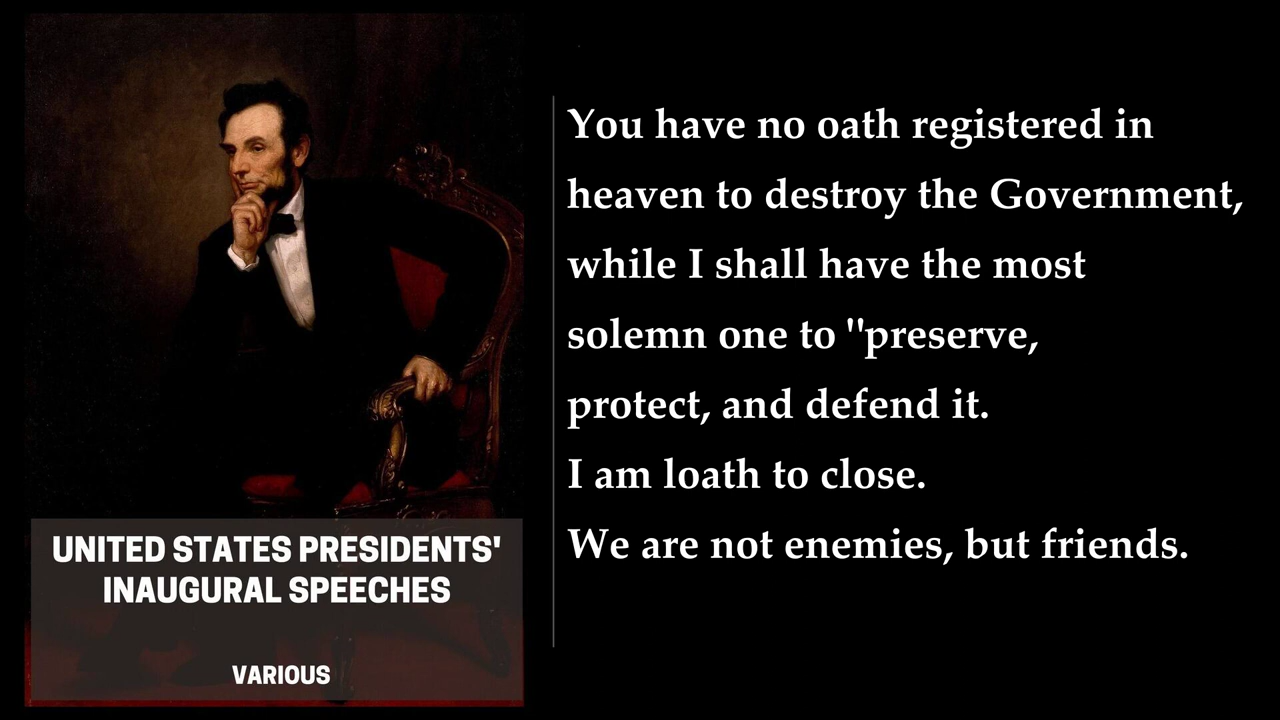 UNITED STATES PRESIDENTS'
INAUGURAL SPEECHES
VARIOUS
You have no oath registered in
heaven to destroy the Government,
while I shall have the most
solemn one to "preserve,
protect, and defend it.
I am loath to close.
We are not enemies, but friends.